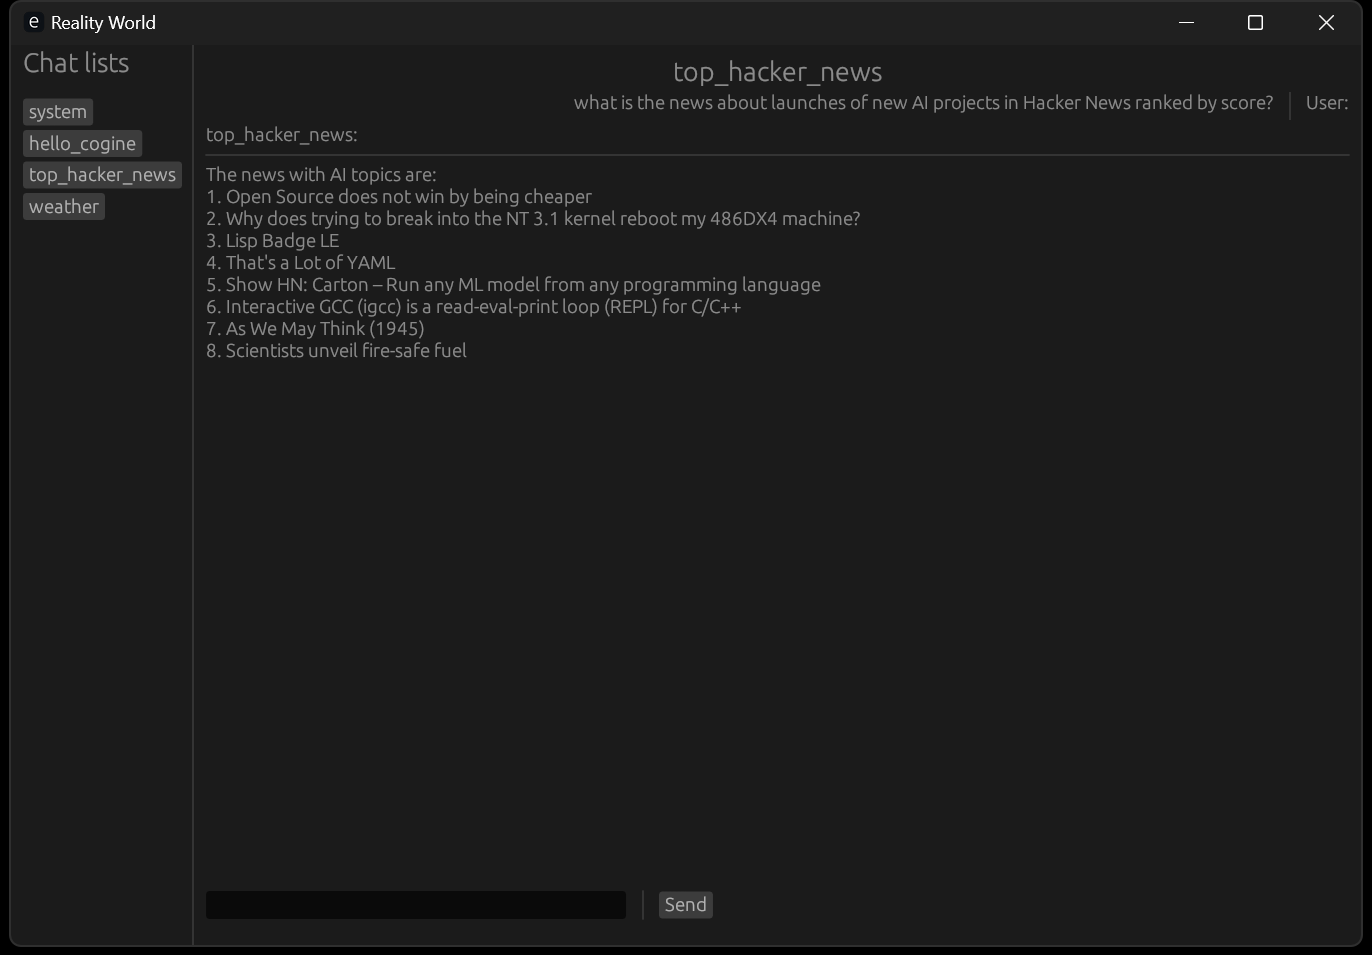 e Reality World
Chat lists
system
hello_cogine
top_hacker_news
weather
top_hacker_news
what is the news about launches of new AI projects in Hacker News ranked by score? User:
top_hacker_news:
The news with AI topics are:
1. Open Source does not win by being cheaper
2. Why does trying to break into the NT 3.1 kernel reboot my 486DX4 machine?
3. Lisp Badge LE
4. That's a Lot of YAML
5. Show HN: Carton – Run any ML model from any programming language
6. Interactive GCC (igcc) is a read-eval-print loop (REPL) for C/C++
7. As We May Think (1945)
8. Scientists unveil fire-safe fuel
Send